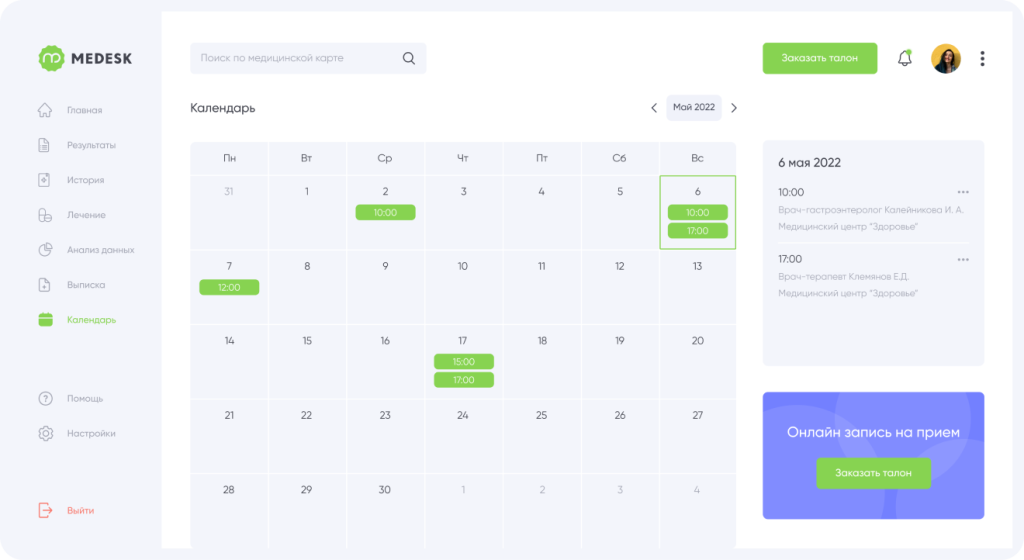 MEDESK
Главная
Результаты
История
Лечение
Анализ данных
Выписка
Календарь
Помощь
Настройки
Выйти
Поиск по медицинской карте
Заказать талон
Календарь
Май 2022
Пн Вт Ср Чт Пт Сб Вс
31 1 2 3 4 5 6
10:00 10:00
17:00
7 8 9 10 11 12 13
12:00
14 15 16 17 18 19 20
15:00
17:00
21 22 23 24 25 26 27
28 29 30 1 2 3 4
6 мая 2022
10:00
Врач-гастроэнтеролог Калейникова И. А.
Медицинский центр "Здоровье"
17:00
Врач-терапевт Клемянов Е.Д.
Медицинский центр "Здоровье"
Онлайн запись на прием
Заказать талон